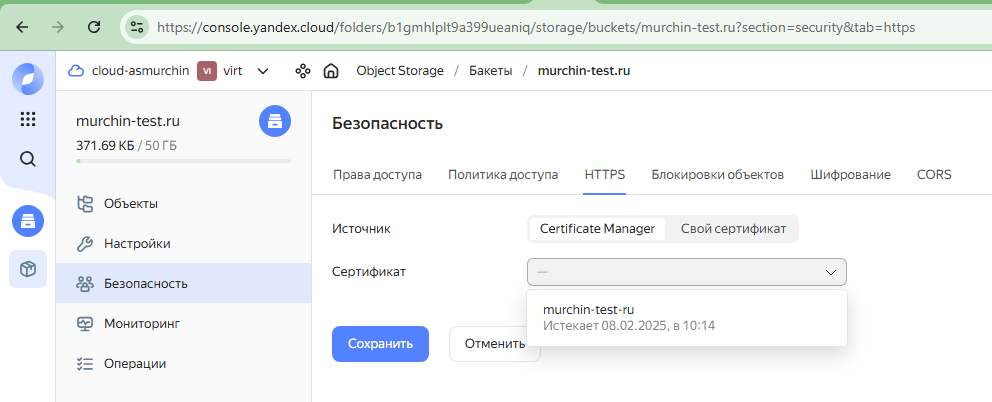 https://console.yandex.cloud/folders/b1gmhlplt9a399ueaniq/storage/buckets/murchin-test.ru?section=security&tab=https
cloud-asmurchin VI virt Object Storage / Бакеты / murchin-test.ru
murchin-test.ru
371.69 КБ / 50 ГБ
Объекты
Настройки
Безопасность
Мониторинг
Операции
Безопасность
Права доступа Политика доступа HTTPS Блокировки объектов Шифрование CORS
Источник Certificate Manager Свой сертификат
Сертификат —
murchin-test-ru
Истекает 08.02.2025, в 10:14
Сохранить Отменить